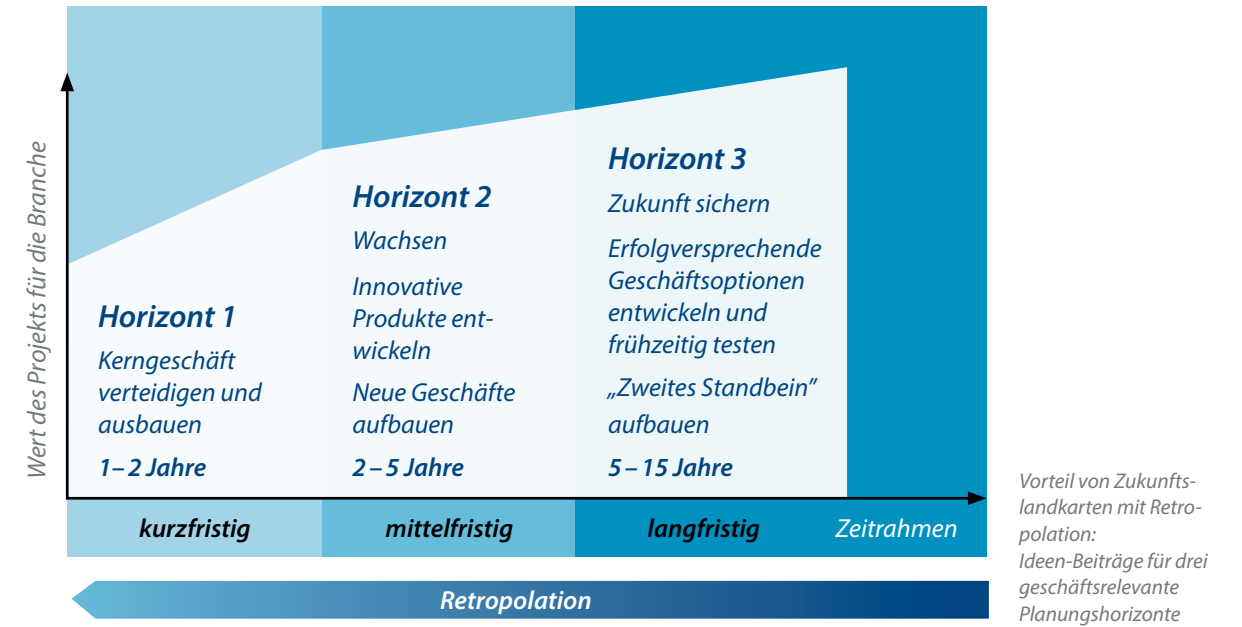 Wert des Projekts für die Branche
Horizont 1
Kerngeschäft
verteidigen und
ausbauen
1–2 Jahre
Horizont 2
Wachsen
Innovative
Produkte ent-
wickeln
Neue Geschäfte
aufbauen
2–5 Jahre
Horizont 3
Zukunft sichern
Erfolgversprechende
Geschäftsoptionen
entwickeln und
frühzeitig testen
„Zweites Standbein”
aufbauen
5–15 Jahre
kurzfristig
mittelfristig
langfristig
Zeitrahmen
Retropolation
Vorteil von Zukunfts-
landkarten mit Retro-
polation:
Ideen-Beiträge für drei
geschäftsrelevante
Planungshorizonte